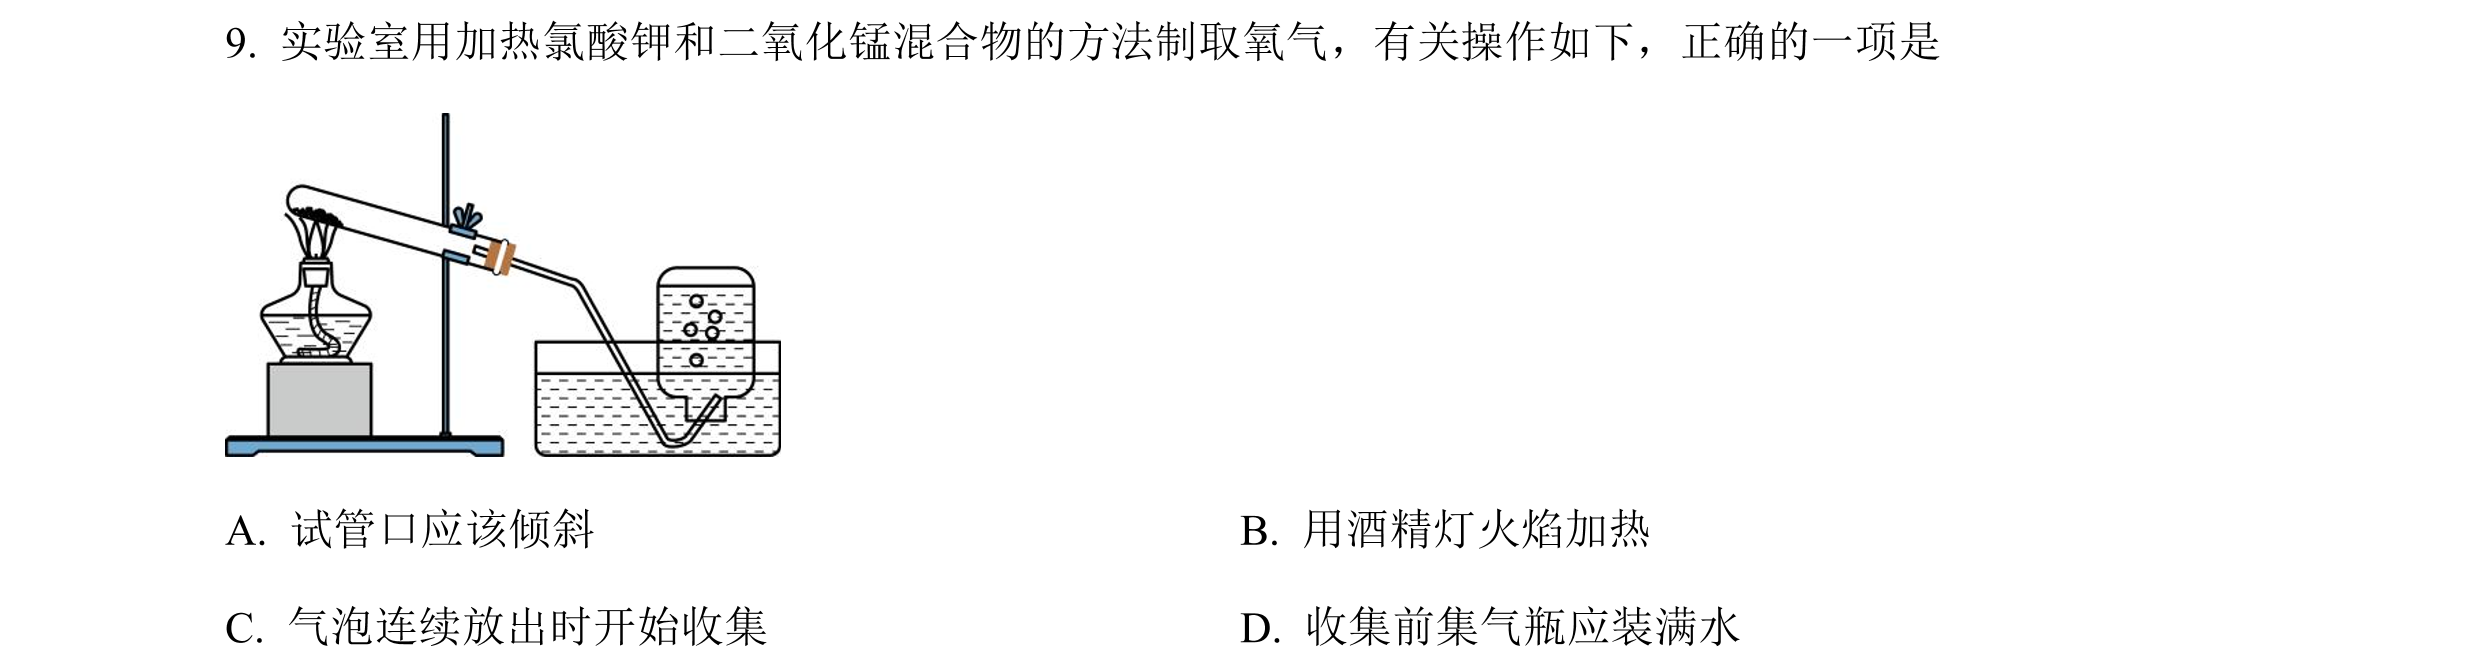 9. 实验室用加热氯酸钾和二氧化锰混合物的方法制取氧气，有关操作如下，正确的一项是
A. 试管口应该倾斜
B. 用酒精灯火焰加热
C. 气泡连续放出时开始收集
D. 收集前集气瓶应装满水